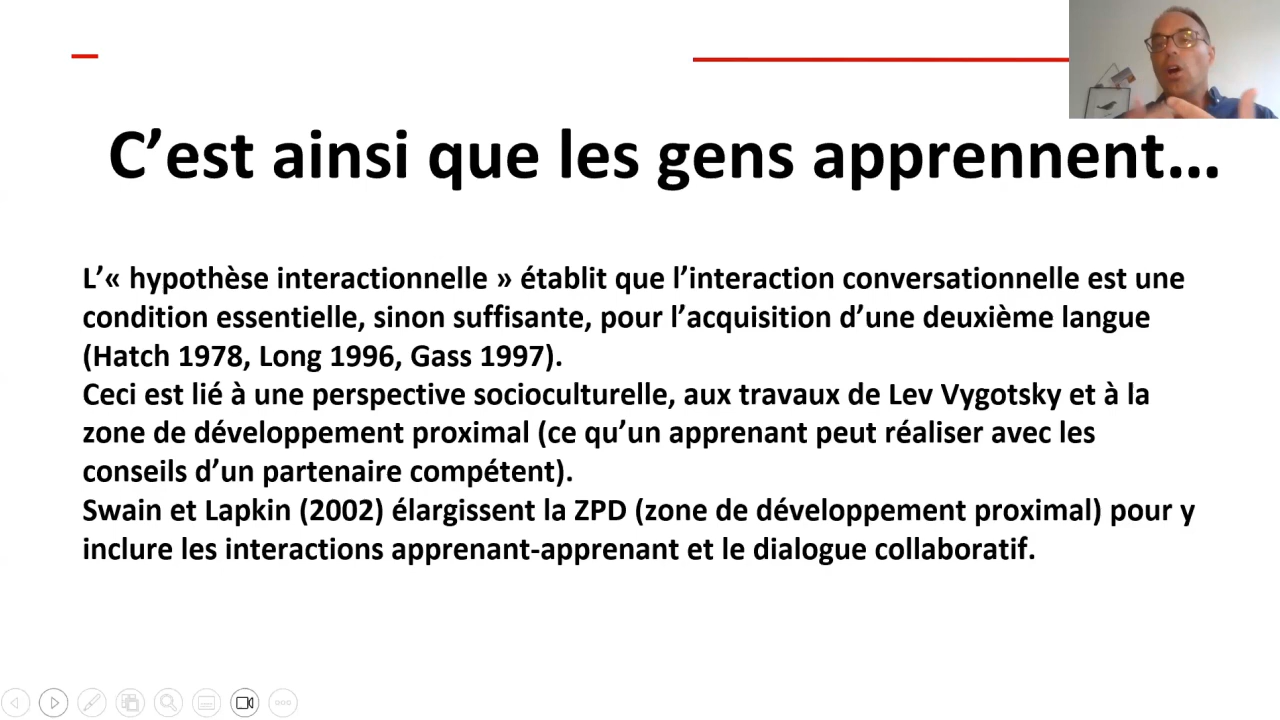 C’est ainsi que les gens apprennent…
L’« hypothèse interactionnelle » établit que l’interaction conversationnelle est une
condition essentielle, sinon suffisante, pour l’acquisition d’une deuxième langue
(Hatch 1978, Long 1996, Gass 1997).
Ceci est lié à une perspective socioculturelle, aux travaux de Lev Vygotsky et à la
zone de développement proximal (ce qu’un apprenant peut réaliser avec les
conseils d’un partenaire compétent).
Swain et Lapkin (2002) élargissent la ZPD (zone de développement proximal) pour y
inclure les interactions apprenant-apprenant et le dialogue collaboratif.